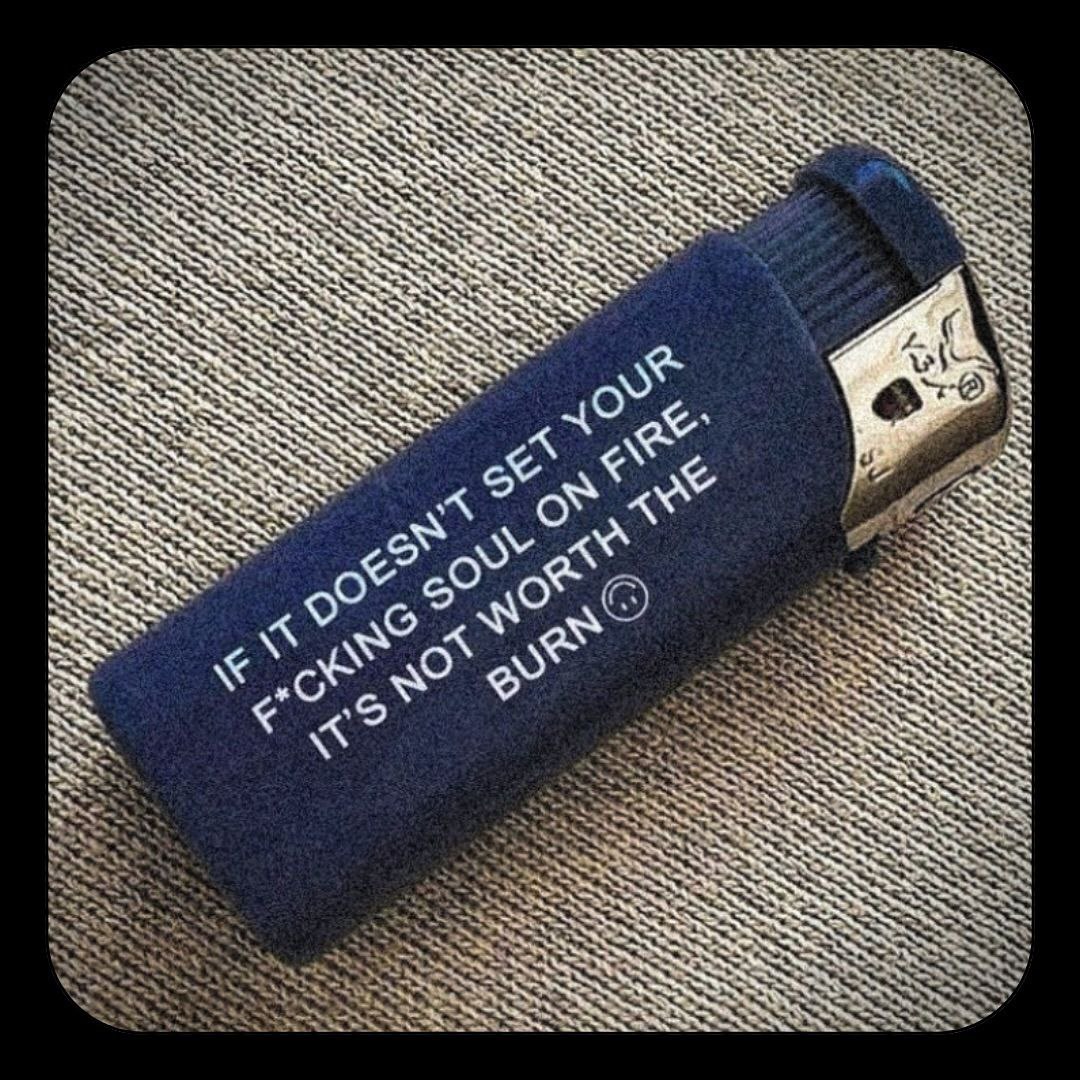 IF IT DOESN'T SET YOUR
F*CKING SOUL ON FIRE,
IT'S NOT WORTH THE
BURN 🙃